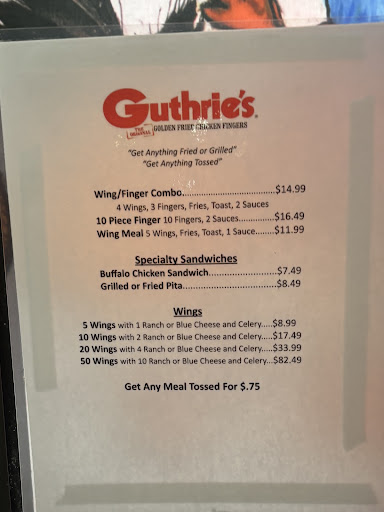 Guthrie's®
THE ORIGINAL GOLDEN FRIED CHICKEN FINGERS
"Get Anything Fried or Grilled"
"Get Anything Tossed"
Wing/Finger Combo....................................$14.99
4 Wings, 3 Fingers, Fries, Toast, 2 Sauces
10 Piece Finger 10 Fingers, 2 Sauces..............$16.49
Wing Meal 5 Wings, Fries, Toast, 1 Sauce.......$11.99
Specialty Sandwiches
Buffalo Chicken Sandwich...........................$7.49
Grilled or Fried Pita.....................................$8.49
Wings
5 Wings with 1 Ranch or Blue Cheese and Celery....$8.99
10 Wings with 2 Ranch or Blue Cheese and Celery....$17.49
20 Wings with 4 Ranch or Blue Cheese and Celery.....$33.99
50 Wings with 10 Ranch or Blue Cheese and Celery...$82.49
Get Any Meal Tossed For $.75